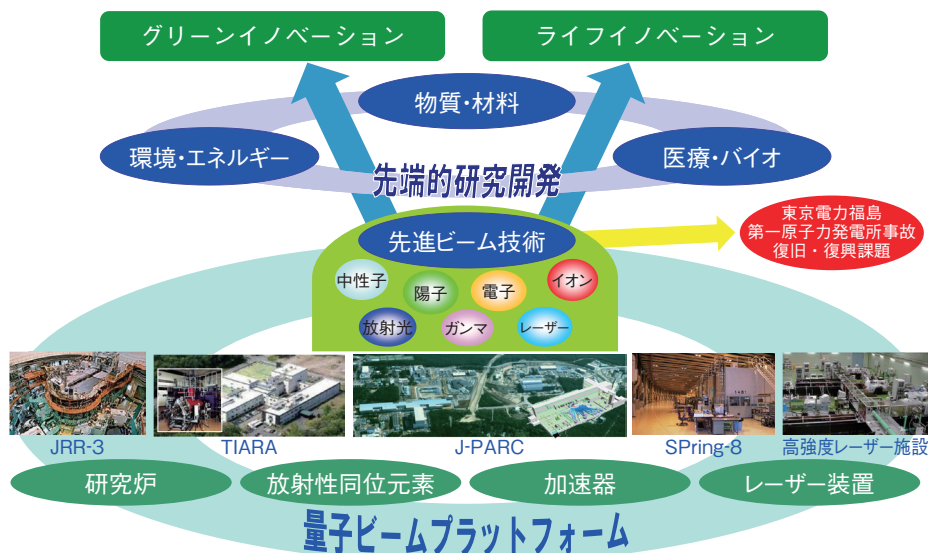 グリーンイノベーション
ライフイノベーション
物質・材料
環境・エネルギー
医療・バイオ
先端的研究開発
先進ビーム技術
東京電力福島
第一原子力発電所事故
復旧・復興課題
中性子
陽子
電子
イオン
放射光
ガンマ
レーザー
JRR-3
TIARA
J-PARC
SPring-8
高強度レーザー施設
研究炉
放射性同位元素
加速器
レーザー装置
量子ビームプラットフォーム